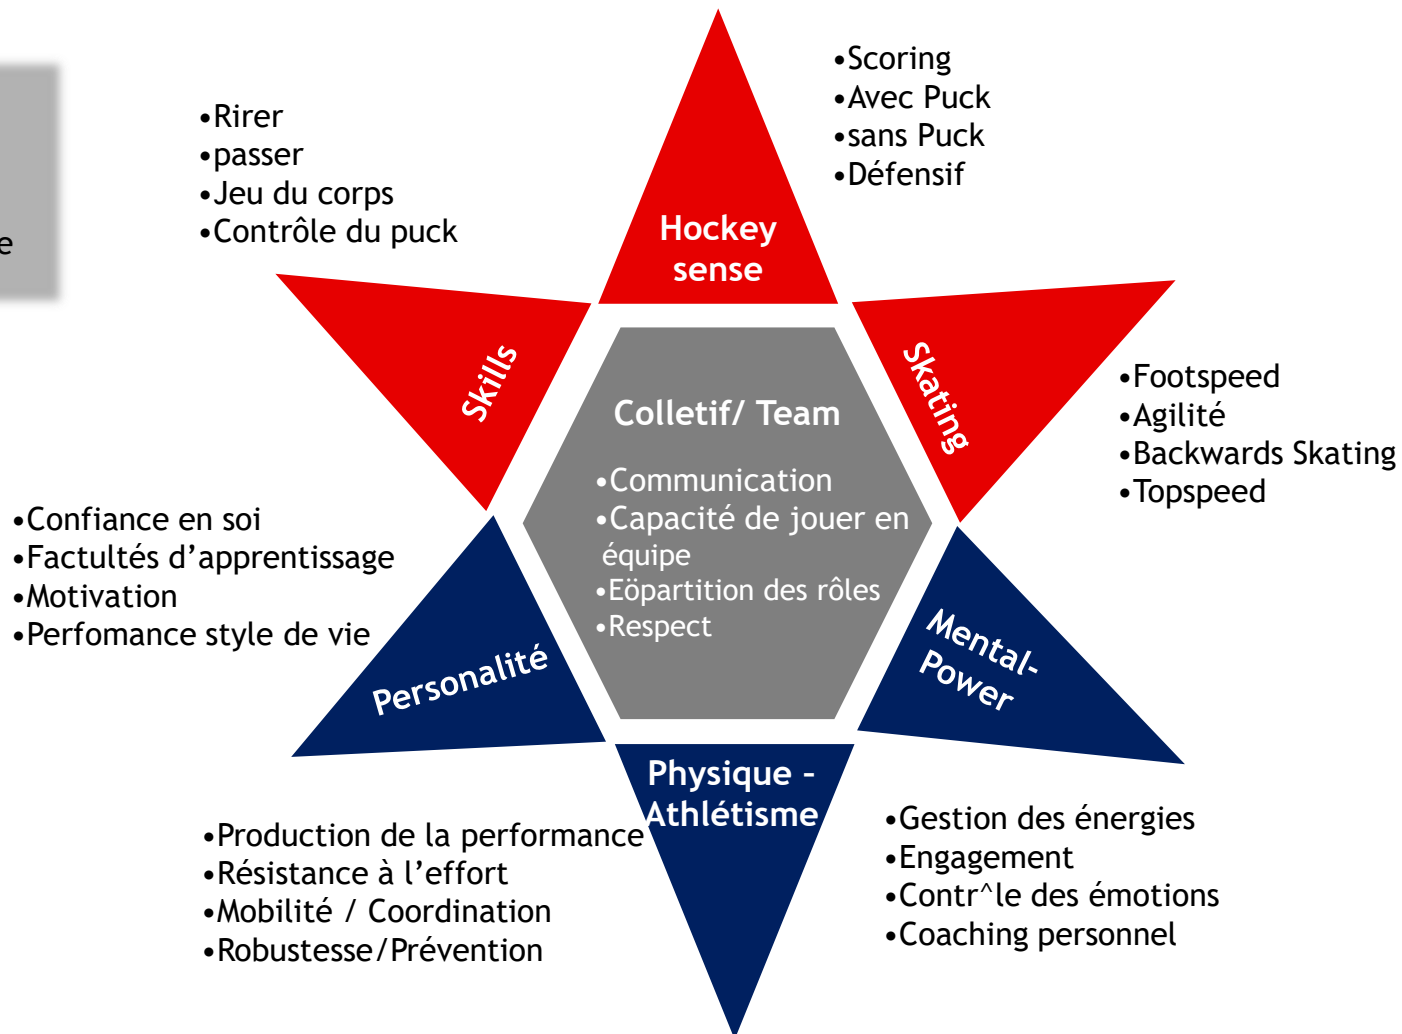 e
•Rirer
•passer
•Jeu du corps
•Contrôle du puck
•Scoring
•Avec Puck
•sans Puck
•Défensif
Hockey
sense
Skills
Skating
•Footspeed
•Agilité
•Backwards Skating
•Topspeed
Colletif/ Team
•Communication
•Capacité de jouer en
équipe
•Eöpartition des rôles
•Respect
•Confiance en soi
•Factultés d’apprentissage
•Motivation
•Perfomance style de vie
Personalité
Mental-
Power
Physique –
Athlétisme
•Production de la performance
•Résistance à l’effort
•Mobilité / Coordination
•Robustesse/Prévention
•Gestion des énergies
•Engagement
•Contr^le des émotions
•Coaching personnel